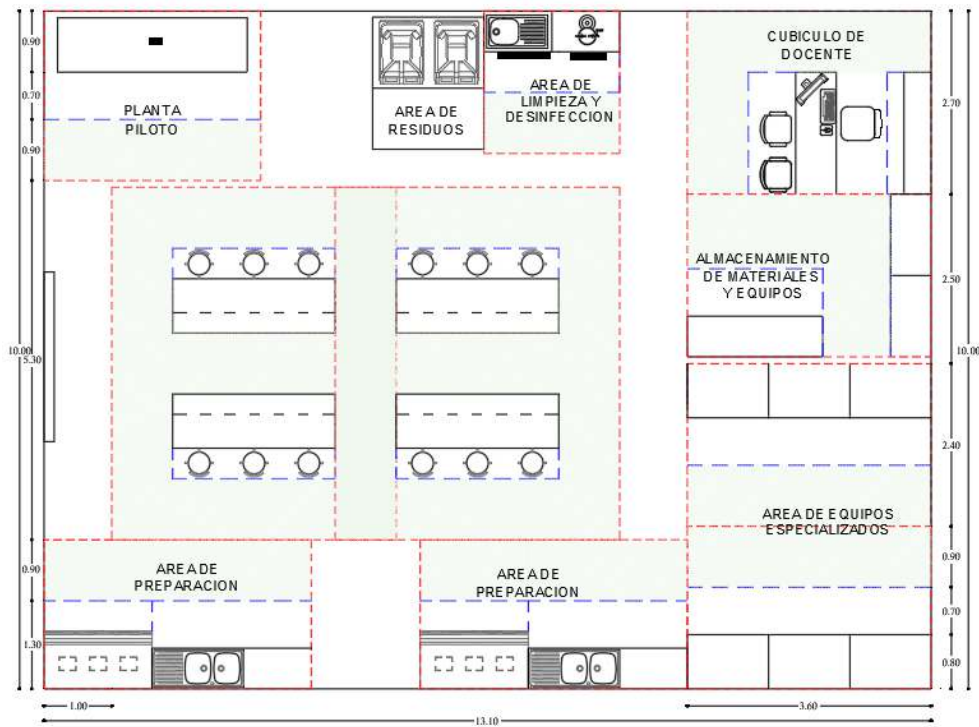 0.90
0.70
0.90
10.00
5.30
0.90
1.30
PLANTA
PILOTO
AREA DE
RESIDUOS
AREA DE
LIMPIEZA Y
DESINFECCION
CUBICULO DE
DOCENTE
2.70
ALMACENAMIENTO
DE MATERIALES
Y EQUIPOS
2.50
10.00
2.40
AREA DE EQUIPOS
ESPECIALIZADOS
0.90
0.70
0.80
AREA DE
PREPARACION
AREA DE
PREPARACION
1.00
3.60
13.10